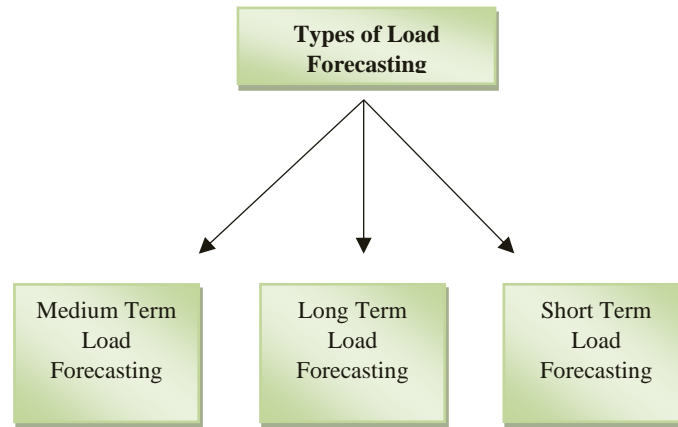 Types of Load
Forecasting
Medium Term
Load
Forecasting
Long Term
Load
Forecasting
Short Term
Load
Forecasting